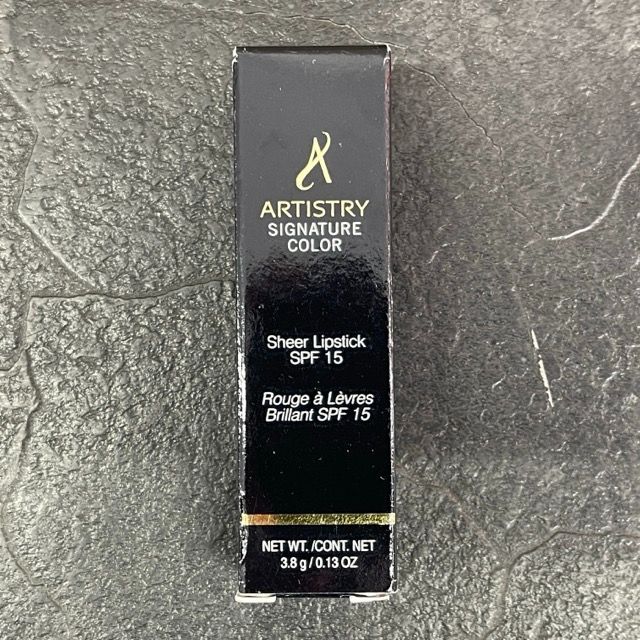 A
ARTISTRY
SIGNATURE
COLOR
Sheer Lipstick
SPF 15
Rouge à Lèvres
Brillant SPF 15
NET WT. /CONT. NET
3.8 g / 0.13 OZ